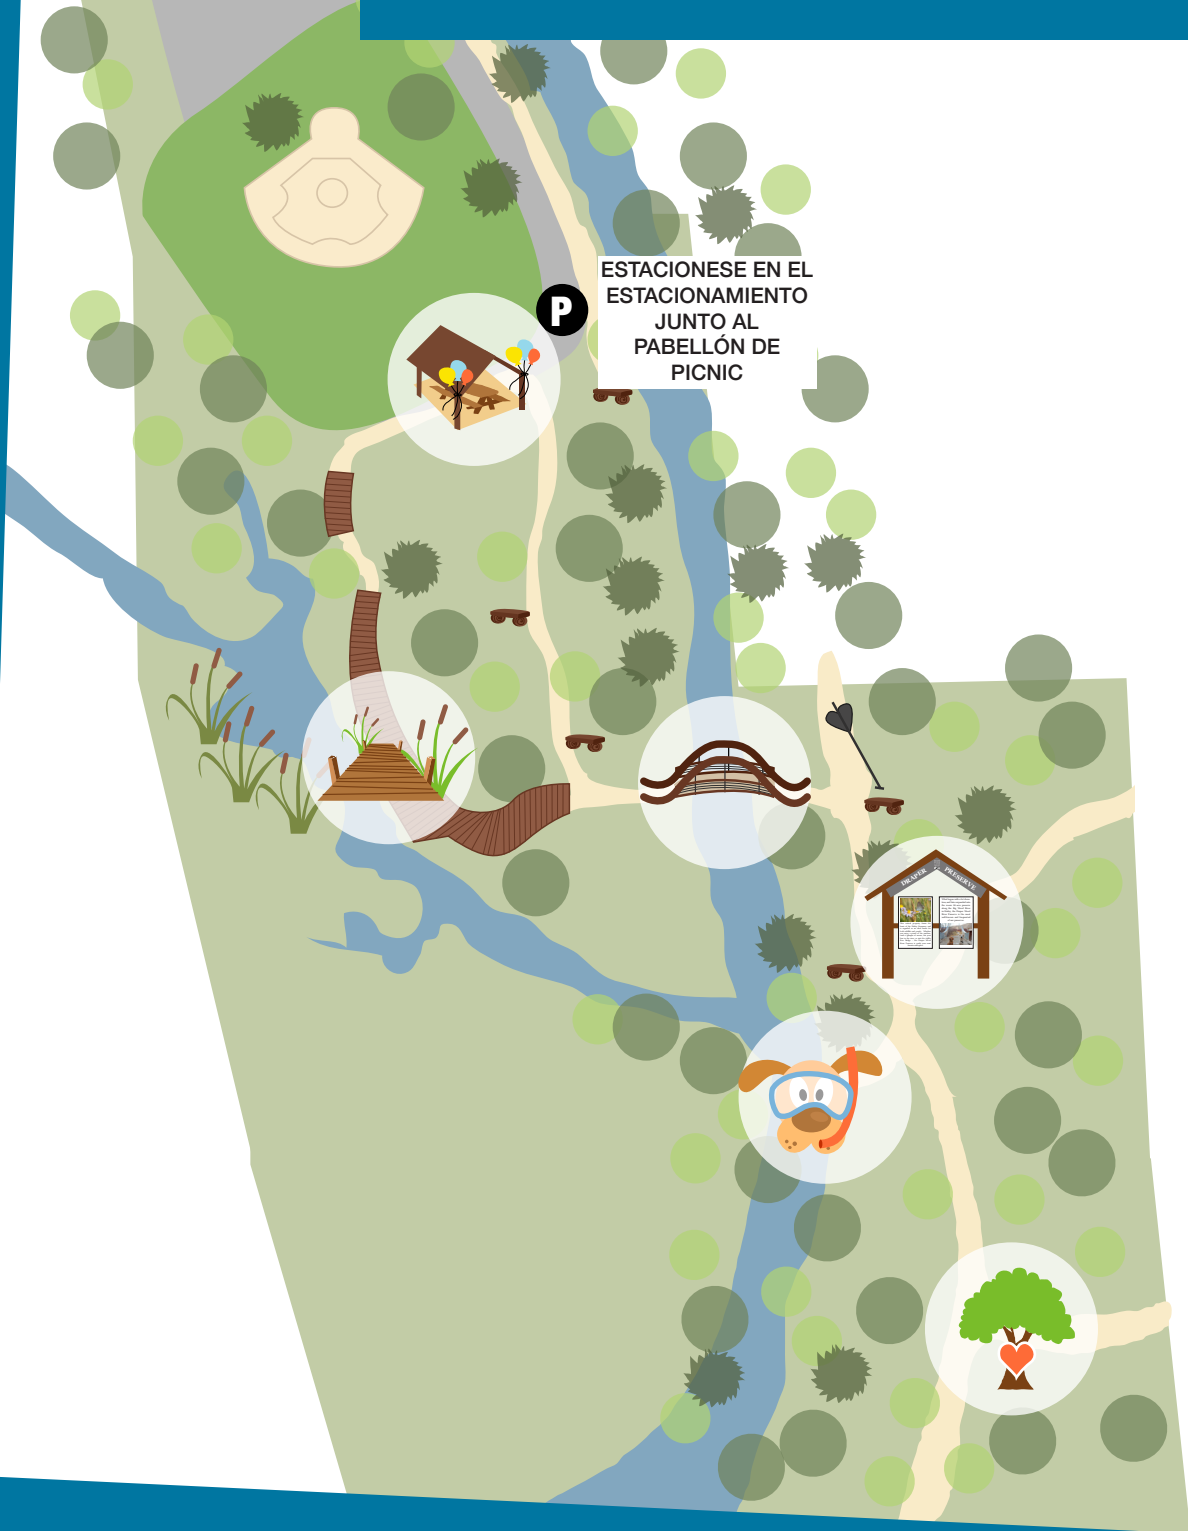 ESTACIONESE EN EL
ESTACIONAMIENTO
JUNTO AL
PABELLÓN DE
PICNIC
P
DRAPER PRESERVE